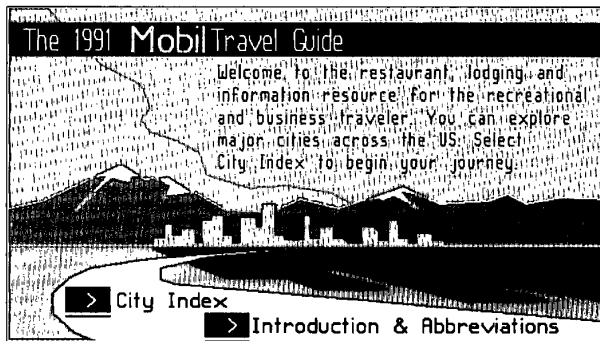 The 1991 Mobil Travel Guide
Welcome to the restaurant, lodging and
information resource for the recreational
and business traveler. You can explore
major cities across the US. Select
City Index to begin your journey.
> City Index
> Introduction & Abbreviations